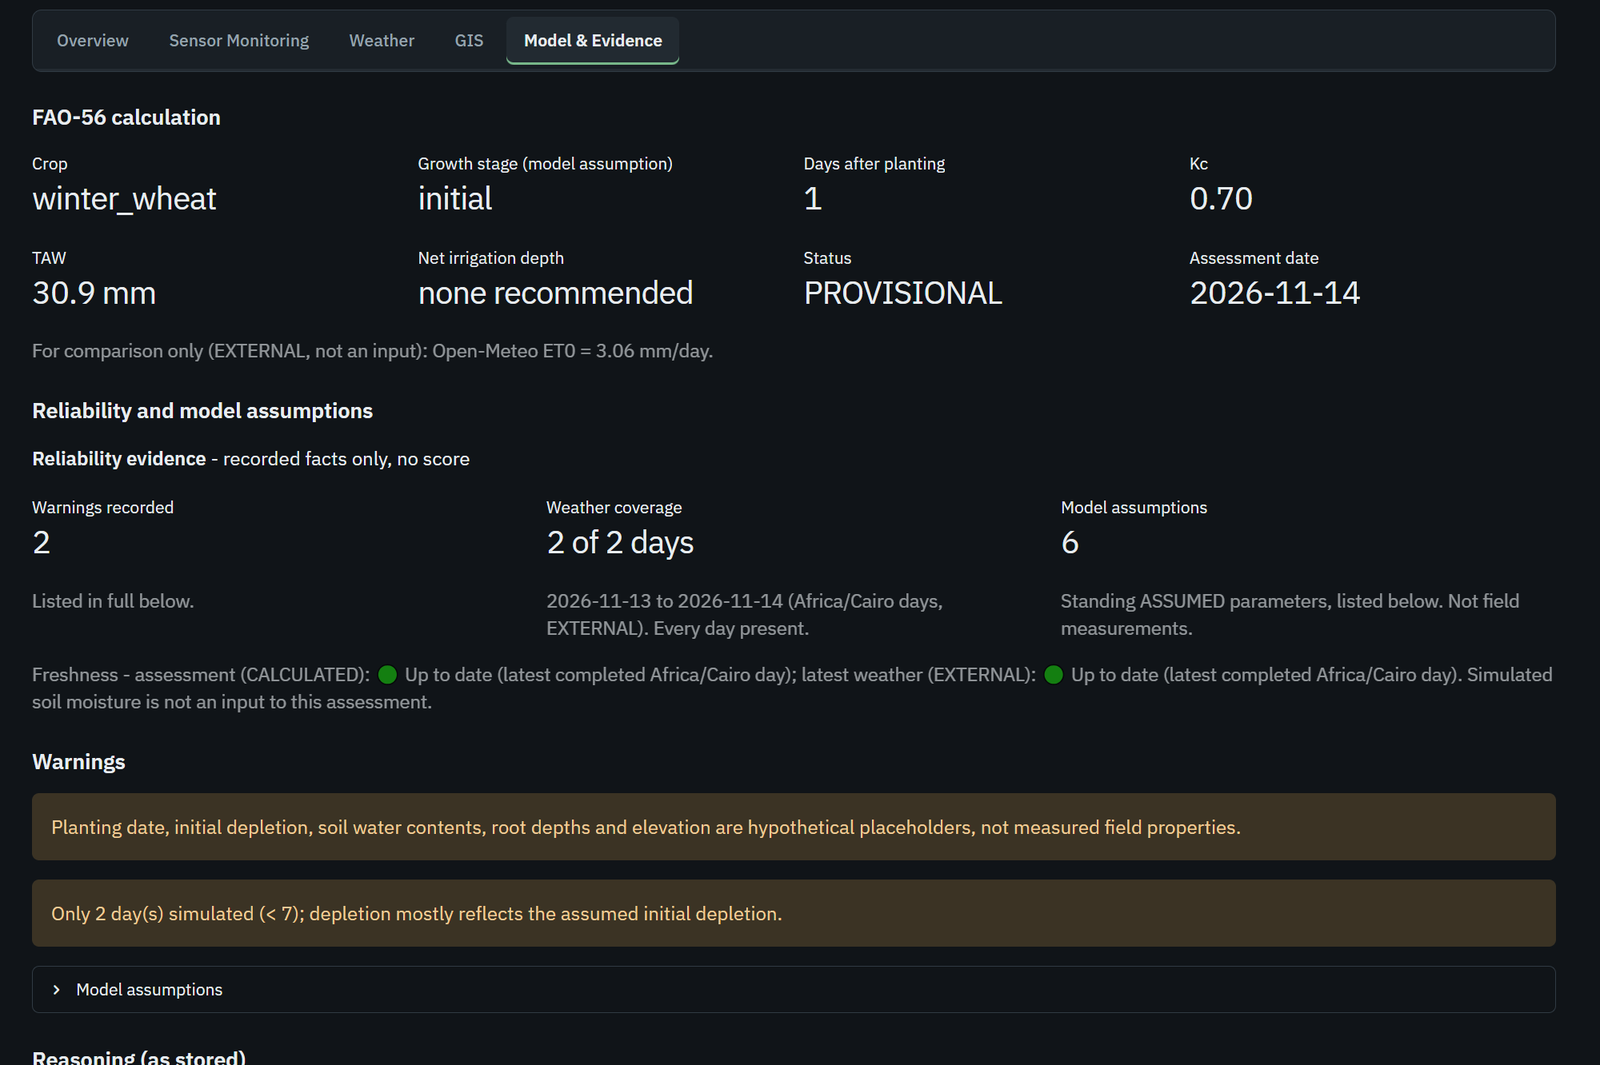 Overview Sensor Monitoring Weather GIS Model & Evidence
FAO-56 calculation
Crop Growth stage (model assumption) Days after planting Kc
winter_wheat initial 1 0.70
TAW Net irrigation depth Status Assessment date
30.9 mm none recommended PROVISIONAL 2026-11-14
For comparison only (EXTERNAL, not an input): Open-Meteo ET0 = 3.06 mm/day.
Reliability and model assumptions
Reliability evidence - recorded facts only, no score
Warnings recorded Weather coverage Model assumptions
2 2 of 2 days 6
Listed in full below. 2026-11-13 to 2026-11-14 (Africa/Cairo days, Standing ASSUMED parameters, listed below. Not field
EXTERNAL). Every day present. measurements.
Freshness - assessment (CALCULATED): Up to date (latest completed Africa/Cairo day); latest weather (EXTERNAL): Up to date (latest completed Africa/Cairo day). Simulated
soil moisture is not an input to this assessment.
Warnings
Planting date, initial depletion, soil water contents, root depths and elevation are hypothetical placeholders, not measured field properties.
Only 2 day(s) simulated (< 7); depletion mostly reflects the assumed initial depletion.
Model assumptions
Reasoning (as stored)